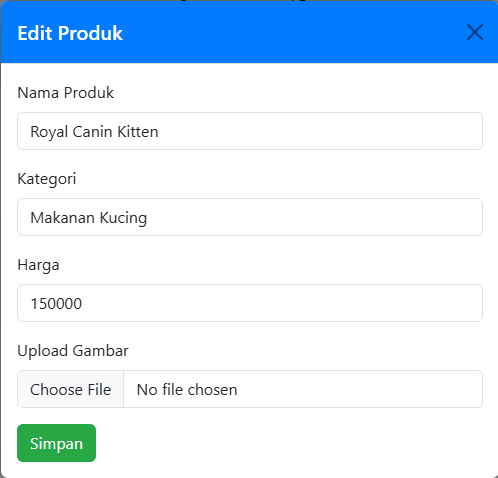 Edit Produk
Nama Produk
Royal Canin Kitten
Kategori
Makanan Kucing
Harga
150000
Upload Gambar
Choose File No file chosen
Simpan